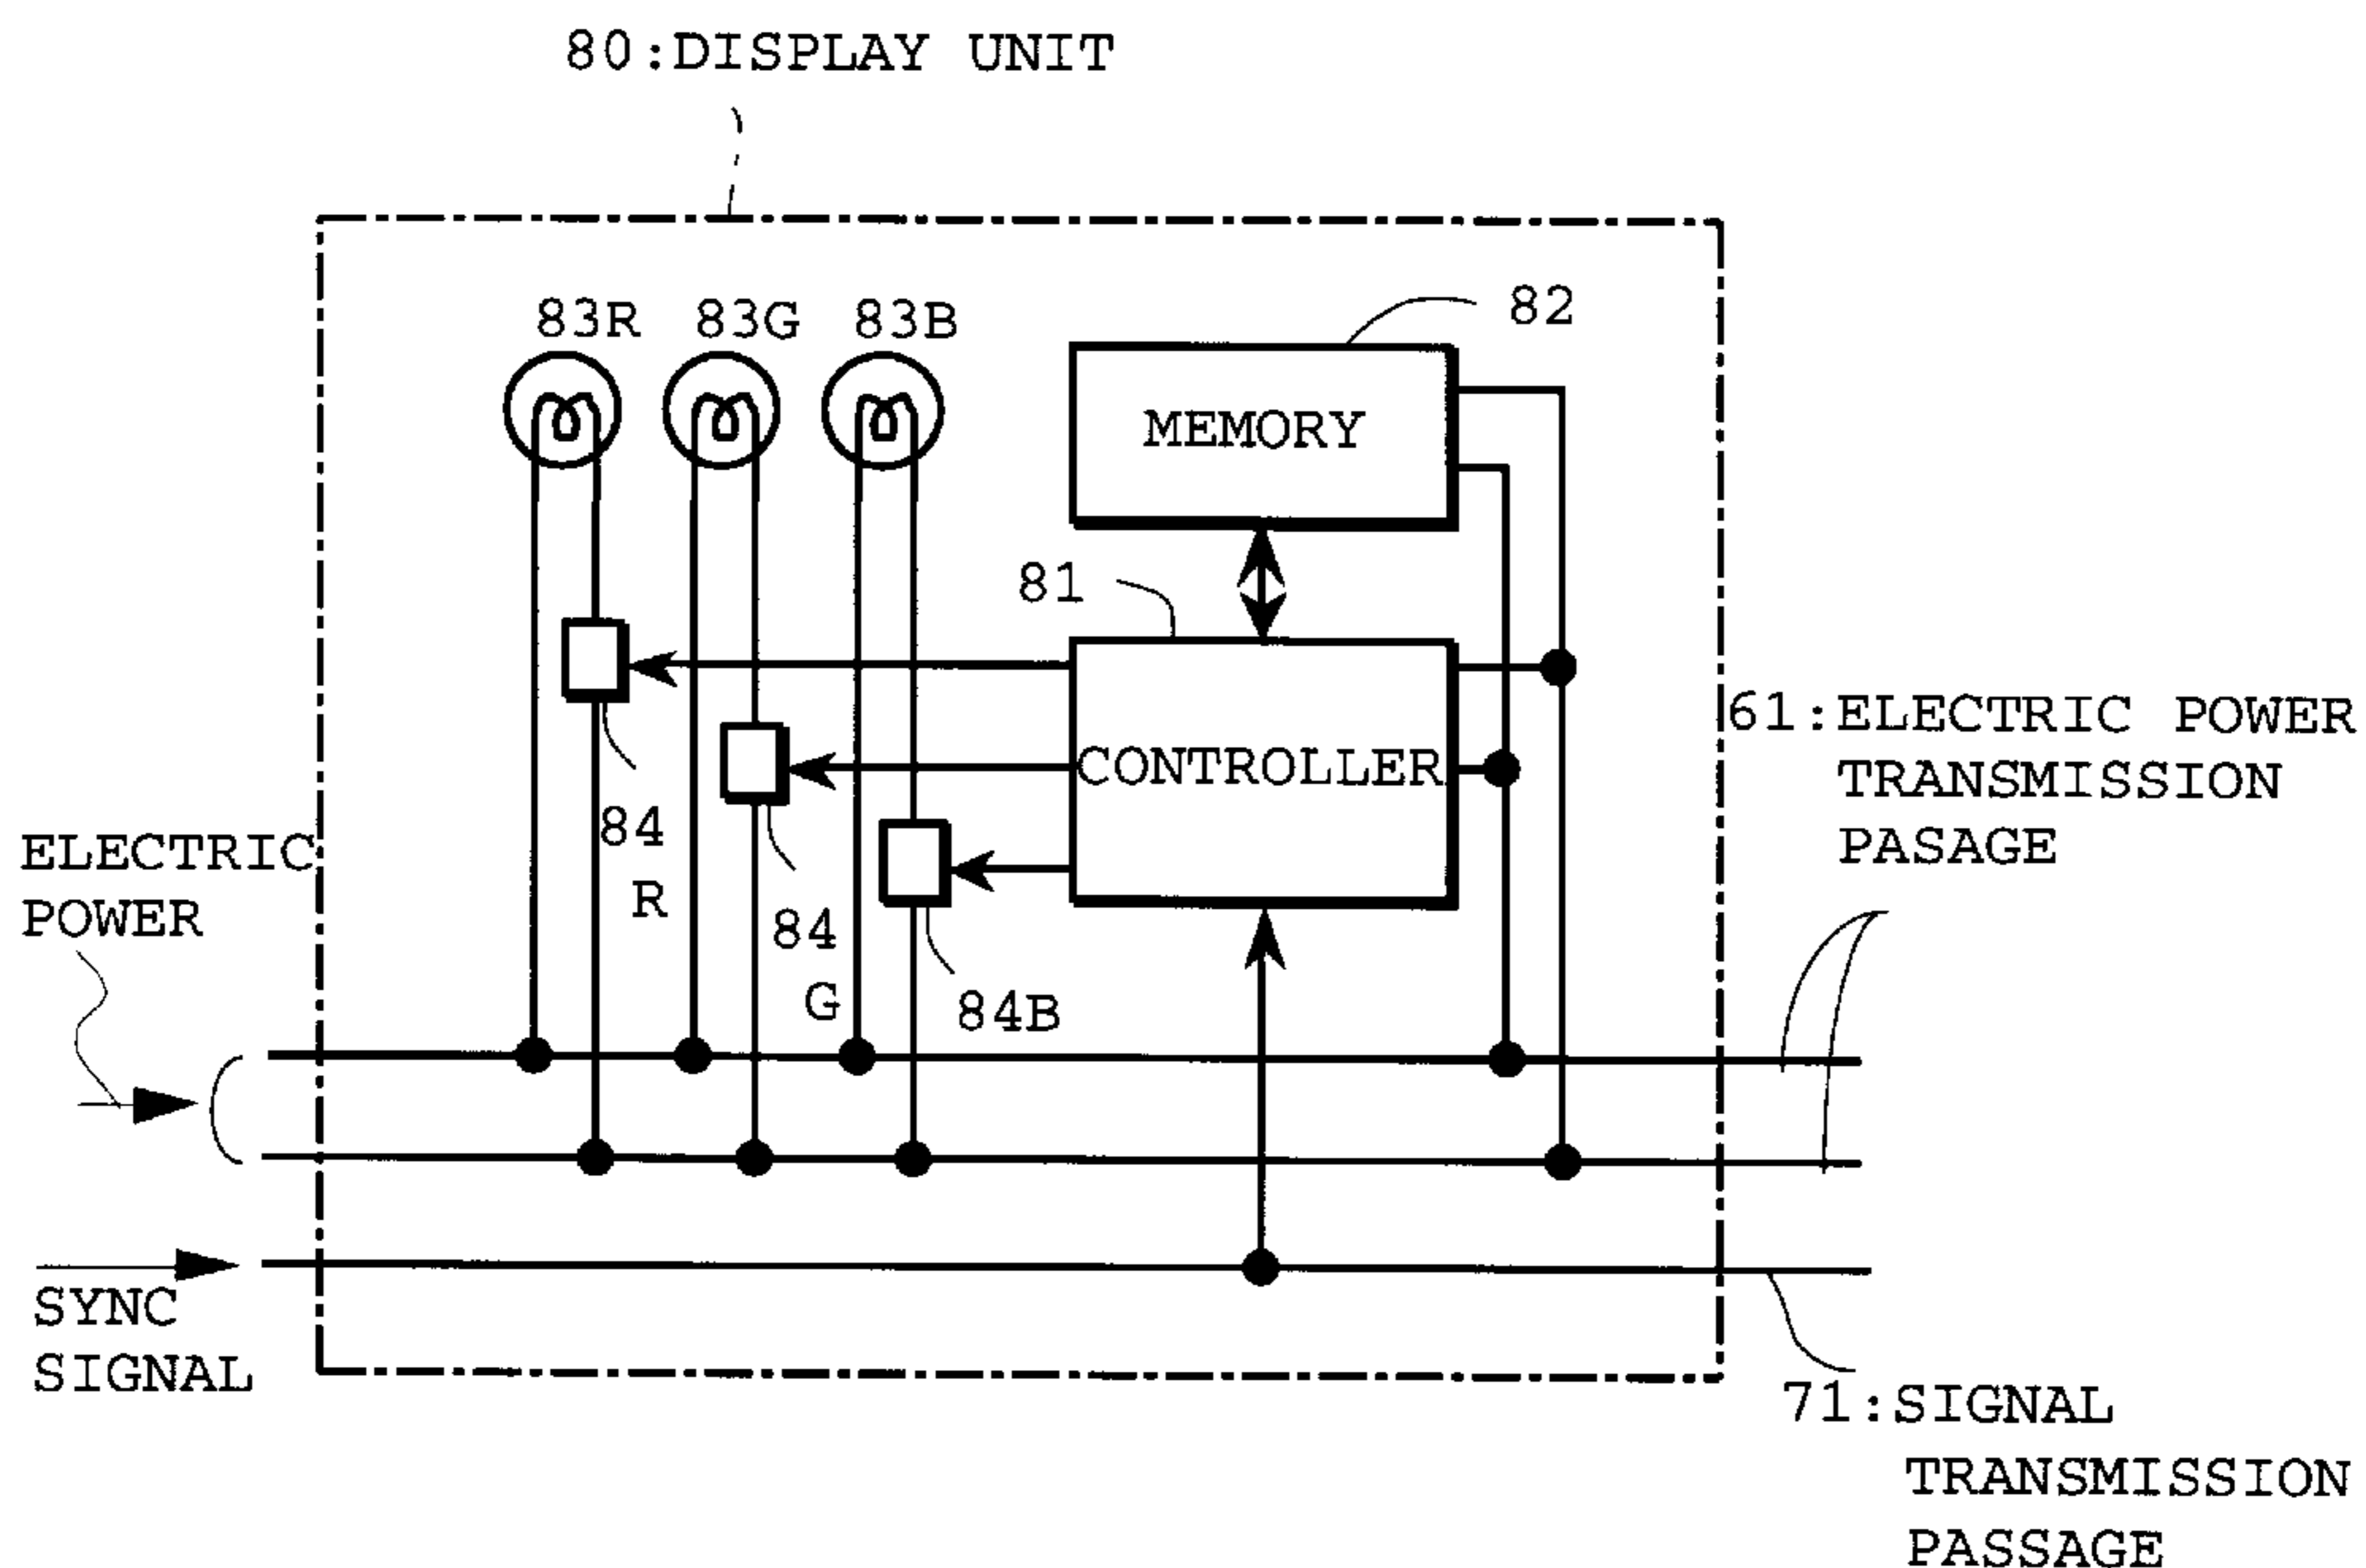 80:DISPLAY UNIT
83R 83G 83B
82
MEMORY
81
CONTROLLER
84
R
84
G
84B
ELECTRIC
POWER
61:ELECTRIC POWER
TRANSMISSION
PASAGE
SYNC
SIGNAL
71:SIGNAL
TRANSMISSION
PASSAGE